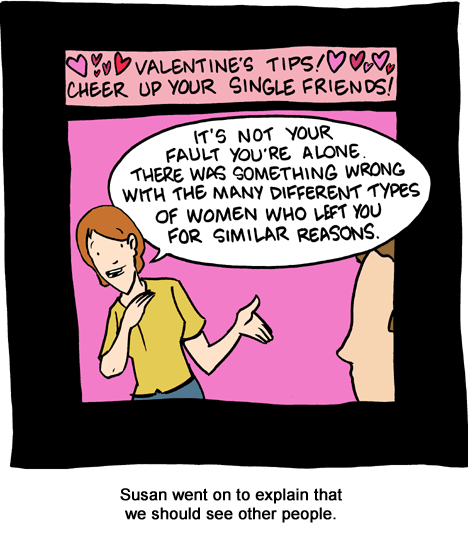 VALENTINE'S TIPS!
CHEER UP YOUR SINGLE FRIENDS!
IT'S NOT YOUR
FAULT YOU'RE ALONE.
THERE WAS SOMETHING WRONG
WITH THE MANY DIFFERENT TYPES
OF WOMEN WHO LEFT YOU
FOR SIMILAR REASONS.
Susan went on to explain that
we should see other people.